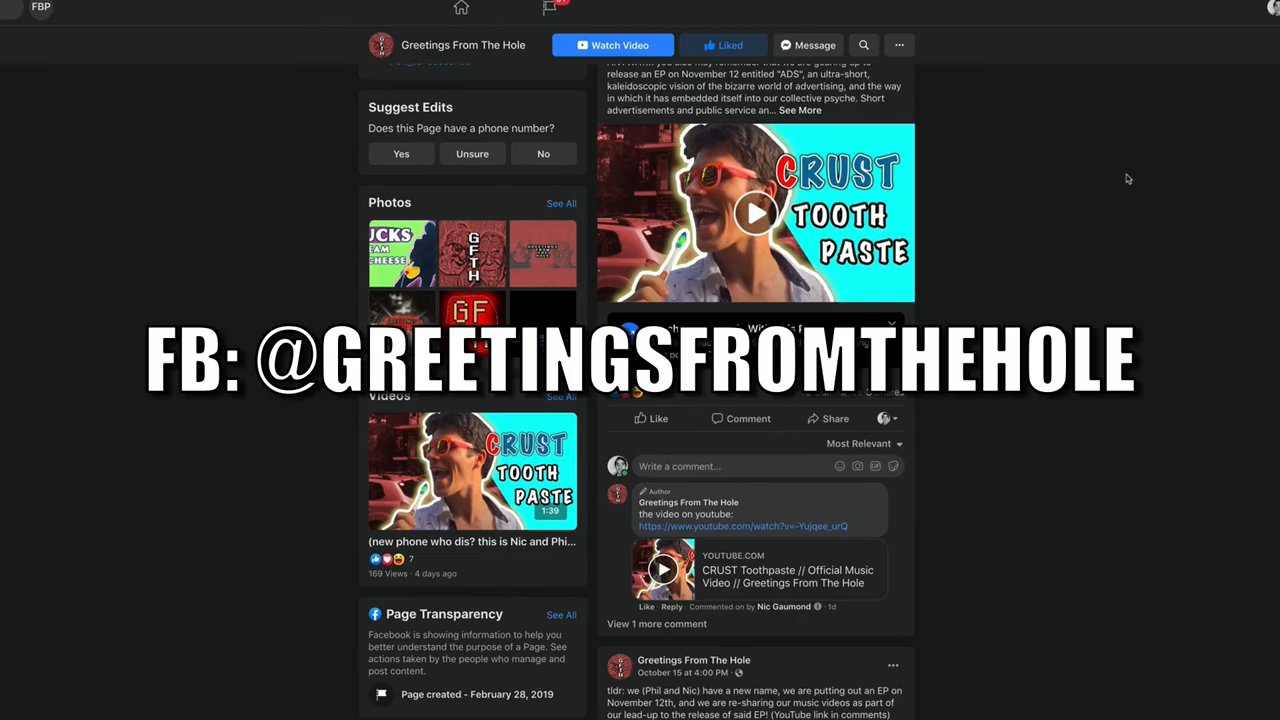 FBP
Greetings From The Hole
Watch Video
Liked
Message
Suggest Edits
Does this Page have a phone number?
Yes
Unsure
No
Photos
See All
UCKS
EAM
CHEESE
G
F
T
H
GF
Videos
See All
CRUST
TOOTH
PASTE
1:39
(new phone who dis? this is Nic and Phi...
7
169 Views · 4 days ago
Page Transparency
See All
Facebook is showing information to help you
better understand the purpose of a Page. See
actions taken by the people who manage and
post content.
Page created - February 28, 2019
release an EP on November 12 entitled "ADS", an ultra-short,
kaleidoscopic vision of the bizarre world of advertising, and the way
in which it has embedded itself into our collective psyche. Short
advertisements and public service an... See More
CRUST
TOOTH
PASTE
FB: @GREETINGSFROMTHEHOLE
Like
Comment
Share
Most Relevant
Write a comment...
Author
Greetings From The Hole
the video on youtube:
https://www.youtube.com/watch?v=-Yujqee_urQ
YOUTUBE.COM
CRUST Toothpaste // Official Music
Video // Greetings From The Hole
Like · Reply · Commented on by Nic Gaumond · 1d
View 1 more comment
Greetings From The Hole
October 15 at 4:00 PM ·
tldr: we (Phil and Nic) have a new name, we are putting out an EP on
November 12th, and we are re-sharing our music videos as part of
our lead-up to the release of said EP! (YouTube link in comments)